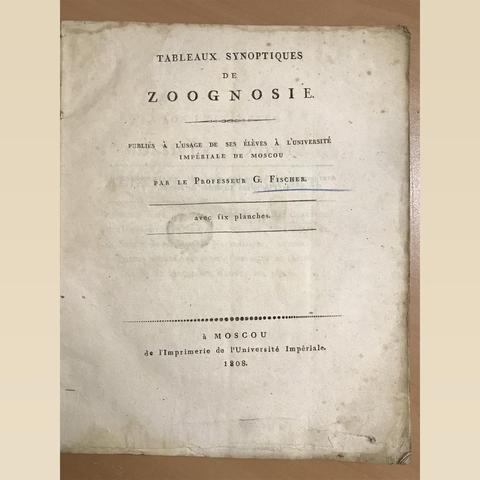 TABLEAUX SYNOPTIQUES
DE
ZOOGNOSIE.
PUBLIÉS À L'USAGE DE SES ÉLÈVES À L'UNIVERSITÉ
IMPÉRIALE DE MOSCOU
PAR LE PROFESSEUR G. FISCHER.
avec six planches.
à MOSCOU
de l'Imprimerie de l'Université Impériale.
1808.